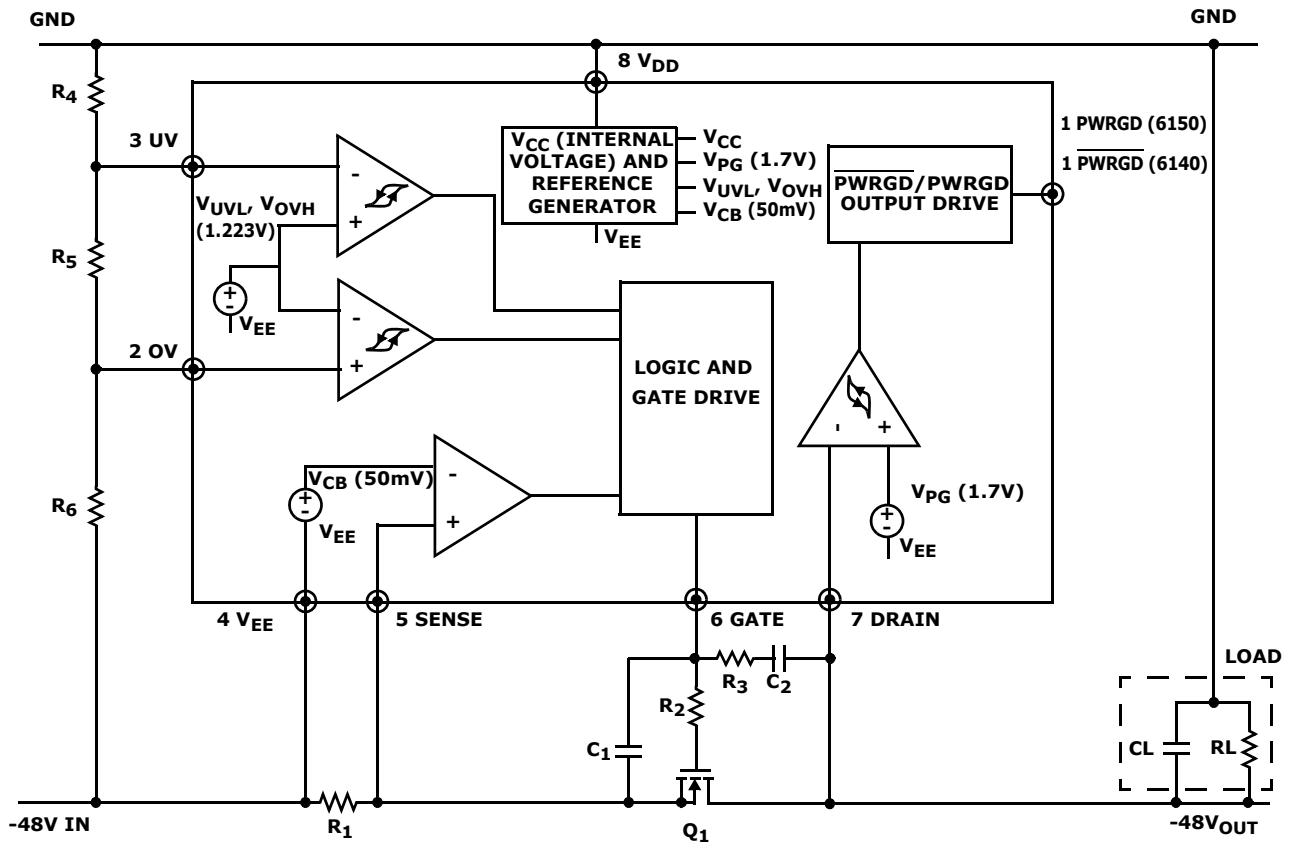 GND
GND
8 VDD
R4
3 UV
VUVL, VOVH
(1.223V)
-
+
+
-
VEE
R5
-
+
2 OV
VCC (INTERNAL
VOLTAGE) AND
REFERENCE
GENERATOR
VCC
VPG (1.7V)
VUVL, VOVH
VCB (50mV)
VEE
1 PWRGD (6150)
1 PWRGD (6140)
PWRGD/PWRGD
OUTPUT DRIVE
LOGIC AND
GATE DRIVE
-
+
VPG (1.7V)
+
-
VEE
R6
VCB (50mV)
+
-
VEE
-
+
4 VEE
5 SENSE
6 GATE
7 DRAIN
R3
C2
R2
C1
LOAD
CL
RL
-48V IN
R1
Q1
-48VOUT